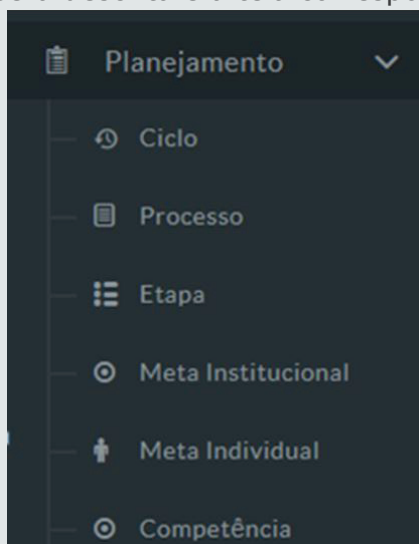 Planejamento
Ciclo
Processo
Etapa
Meta Institucional
Meta Individual
Competência